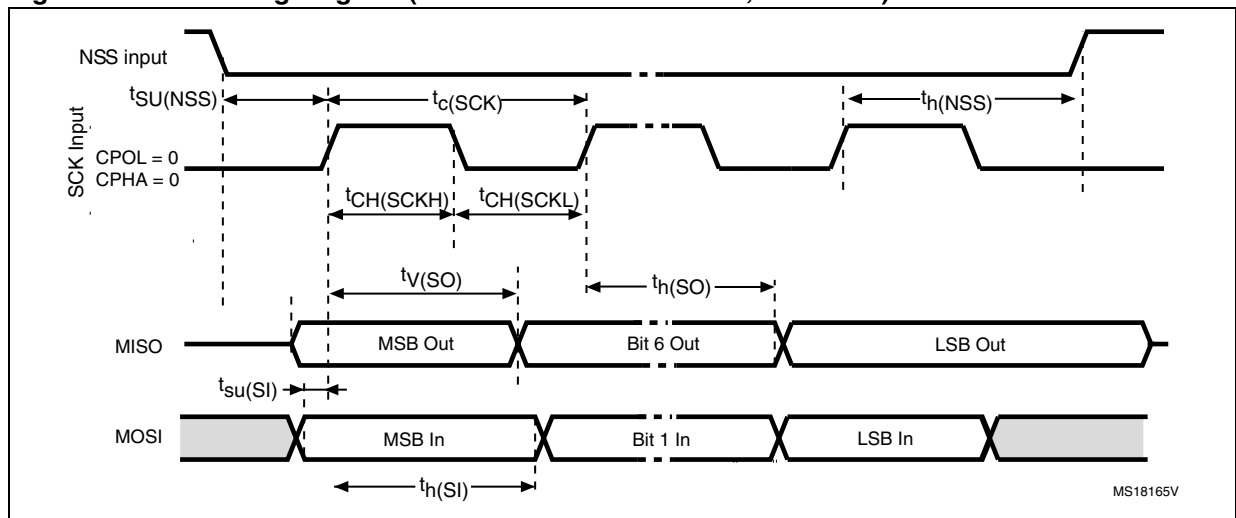 NSS input
tSU(NSS)
tc(SCK)
th(NSS)
SCK Input
CPOL = 0
CPHA = 0
tCH(SCKH)
tCH(SCKL)
tV(SO)
th(SO)
MISO
MSB Out
Bit 6 Out
LSB Out
tsu(SI)
MOSI
MSB In
Bit 1 In
LSB In
th(SI)
MS18165V